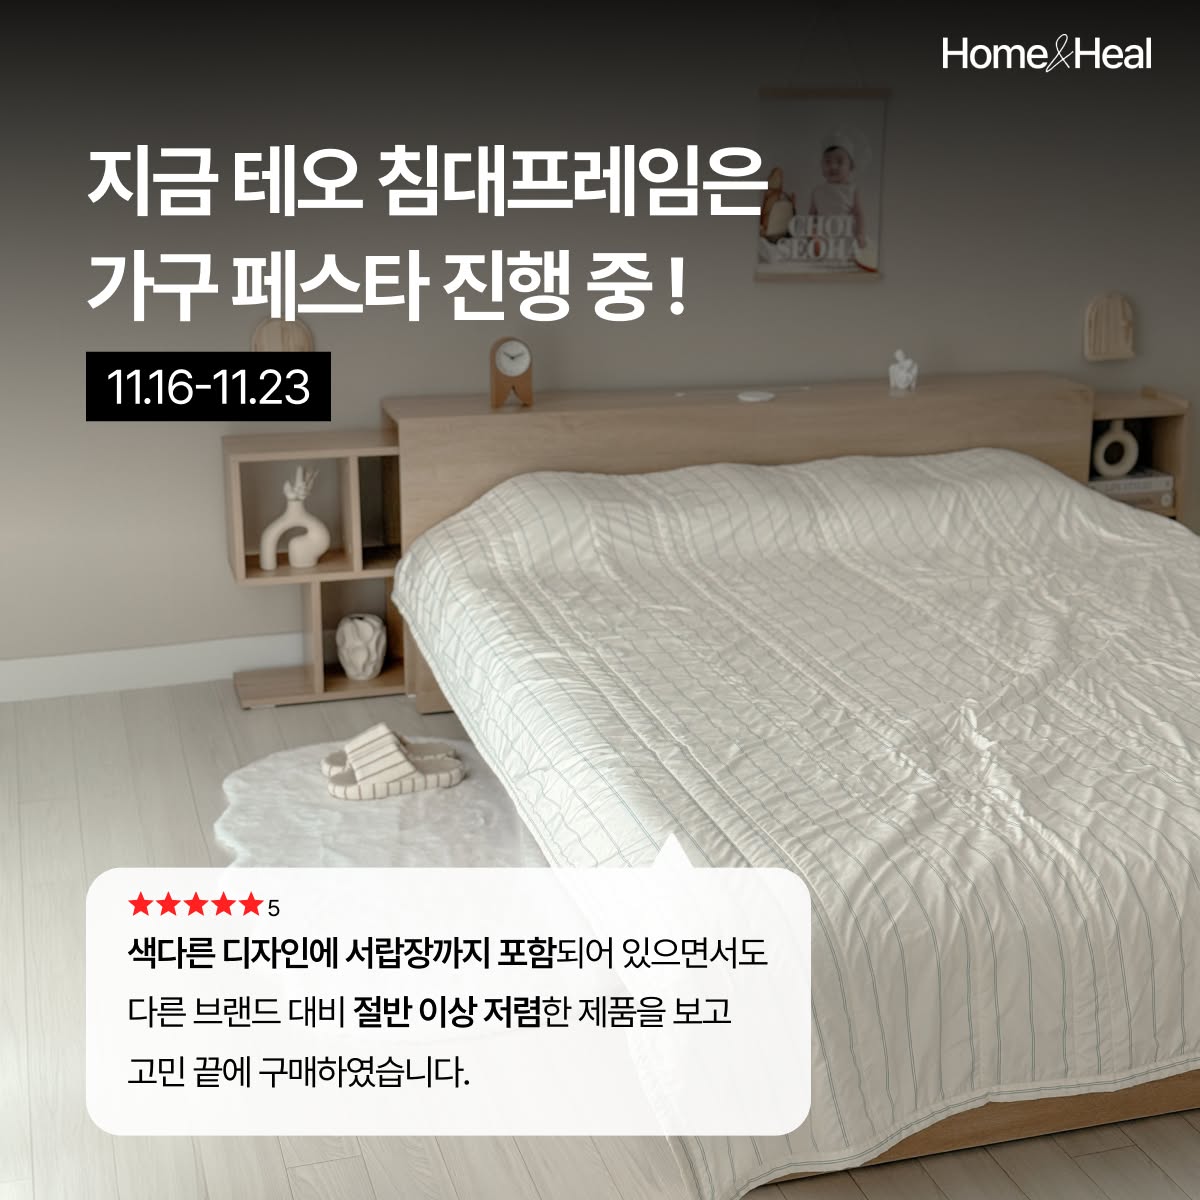 Home&Heal
지금 테오 침대프레임은
가구 페스타 진행 중 !
11.16-11.23
CHOI
SEOHA
★★★★★ 5
색다른 디자인에 서랍장까지 포함되어 있으면서도
다른 브랜드 대비 절반 이상 저렴한 제품을 보고
고민 끝에 구매하였습니다.